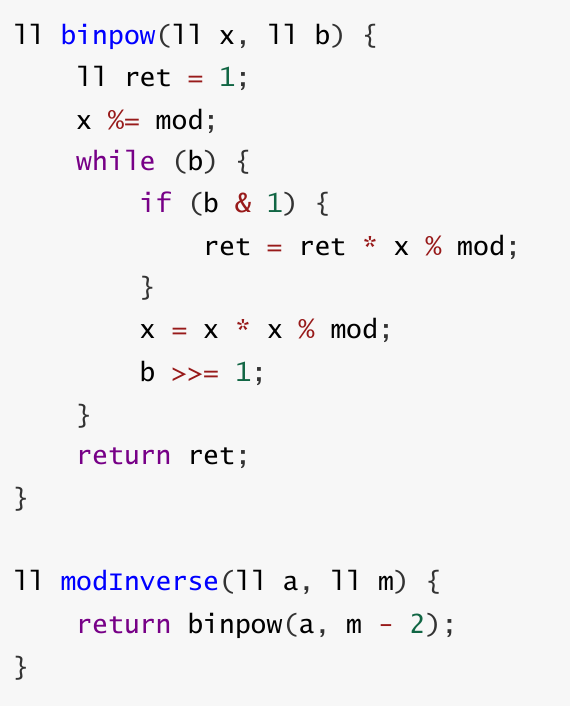 ll binpow(ll x, ll b) {
    ll ret = 1;
    x %= mod;
    while (b) {
        if (b & 1) {
            ret = ret * x % mod;
        }
        x = x * x % mod;
        b >>= 1;
    }
    return ret;
}

ll modInverse(ll a, ll m) {
    return binpow(a, m - 2);
}